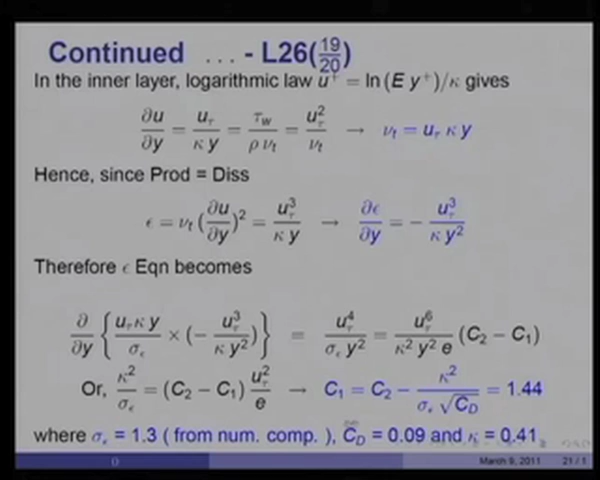 Continued ... - L26(19/20)
In the inner layer, logarithmic law u⁺ = ln (E y⁺)/κ gives
∂u/∂y = u_τ/(κ y) = τ_w/(ρ ν_t) = u_τ²/ν_t → ν_t = u_τ κ y
Hence, since Prod = Diss
ε = ν_t (∂u/∂y)² = u_τ³/(κ y) → ∂ε/∂y = − u_τ³/(κ y²)
Therefore ε Eqn becomes
∂/∂y { u_τ κ y/σ_ε × (− u_τ³/(κ y²)) } = u_τ⁴/(σ_ε y²) = u_τ⁶/(κ² y² e) (C₂ − C₁)
Or, κ²/σ_ε = (C₂ − C₁) u_τ²/e → C₁ = C₂ − κ²/(σ_ε √C_D) = 1.44
where σ_ε = 1.3 ( from num. comp. ), C_D = 0.09 and κ = 0.41
() March 9, 2011 21 / 1